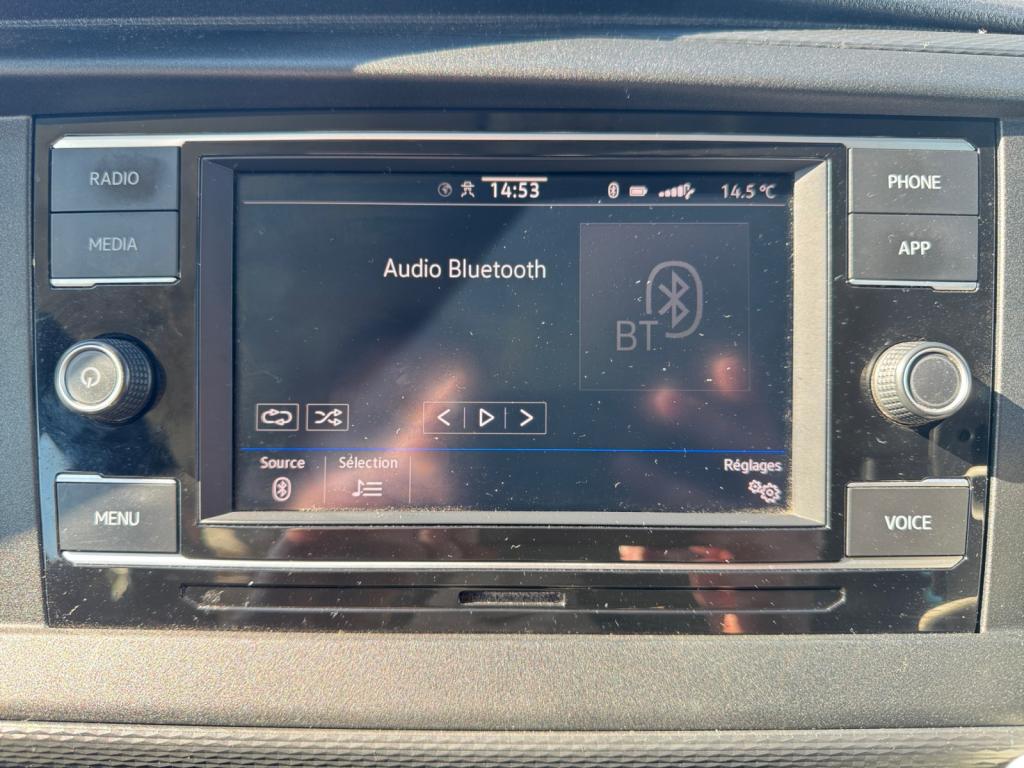 RADIO
MEDIA
MENU
14:53
14.5 °C
Audio Bluetooth
BT
Source
Sélection
Réglages
PHONE
APP
VOICE